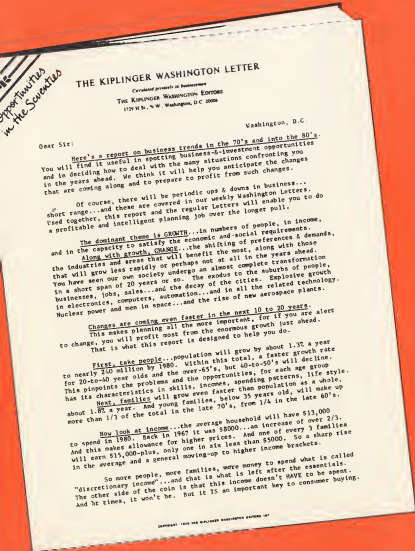 Opportunities
in the Seventies
THE KIPLINGER WASHINGTON LETTER
Circulated privately to businessmen
THE KIPLINGER WASHINGTON EDITORS
1729 H St., N.W. Washington, D.C. 20006
Washington, D.C.
Dear Sir:
Here's a report on business trends in the 70's and into the 80's.
You will find it useful in spotting business-&-investment opportunities
and in deciding how to deal with the many situations confronting you
in the years ahead. We think it will help you anticipate the changes
that are coming along and to prepare to profit from such changes.
Of course, there will be periodic ups & downs in business...
short range...and these are covered in our weekly Washington Letters.
Used together, this report and the regular Letters will enable you to do
a profitable and intelligent planning job over the longer pull.
The dominant theme is GROWTH...in numbers of people, in income,
and in the capacity to satisfy the economic and-social requirements.
Along with growth, CHANGE...the shifting of preferences & demands,
the industries and areas that will benefit the most, along with those
that will grow less rapidly or perhaps not at all in the years ahead.
You have seen our own society undergo an almost complete transformation
in a short span of 20 years or so. The exodus to the suburbs of people,
businesses, jobs, sales...and the decay of the cities. Explosive growth
in electronics, computers, automation...and in all the related technology.
Nuclear power and men in space...and the rise of new aerospace plants.
Changes are coming even faster in the next 10 to 20 years.
This makes planning all the more important, for if you are alert
to change, you will profit most from the enormous growth just ahead.
That is what this report is designed to help you do.
First, take people...population will grow by about 1.3% a year
to nearly 240 million by 1980. Within this total, a faster growth rate
for 20-to-40 year olds and the over-65's, but 40-to-50's will decline.
This pinpoints the problems and the opportunities, for each age group
has its characteristics in skills, incomes, spending patterns, life style.
Next, families will grow even faster than population as a whole,
about 1.8% a year. And young families, below 35 years old, will make up
more than 1/3 of the total in the late 70's, from 1/4 in the late 60's.
Now look at income...the average household will have $13,000
to spend in 1980. Back in 1967 it was $8000...an increase of over 2/3.
And this makes allowance for higher prices. And one of every 3 families
will earn $15,000-plus, only one in six less than $5000. So a sharp rise
in the average and a general moving-up to higher income brackets.
So more people, more families, more money to spend what is called
"discretionary income"...and that is what is left after the essentials.
The other side of the coin is that this income doesn't HAVE to be spent.
And at times, it won't be. But it IS an important key to consumer buying.
COPYRIGHT THE KIPLINGER WASHINGTON EDITORS INC